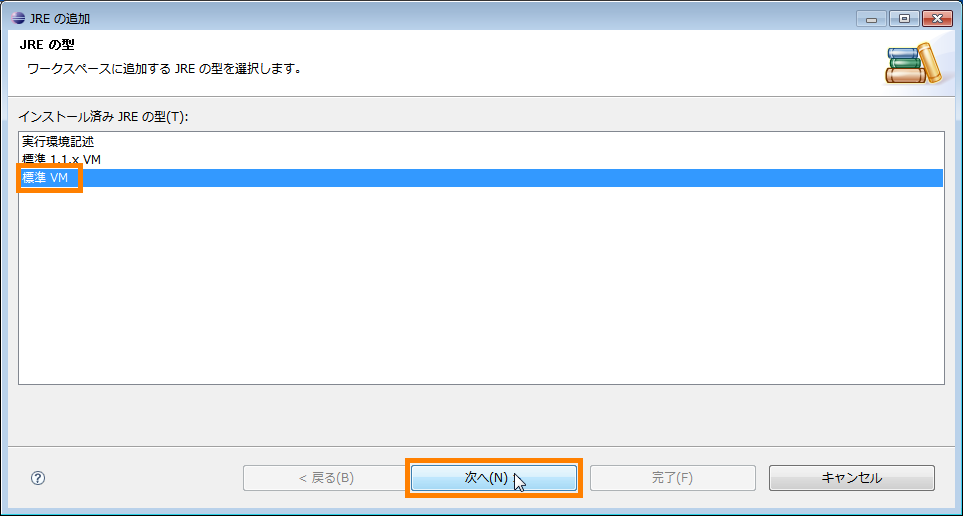 JRE の追加
JRE の型
ワークスペースに追加する JRE の型を選択します。
インストール済み JRE の型(T):
実行環境記述
標準 1.1.x VM
標準 VM
?
< 戻る(B)
次へ(N) >
完了(F)
キャンセル